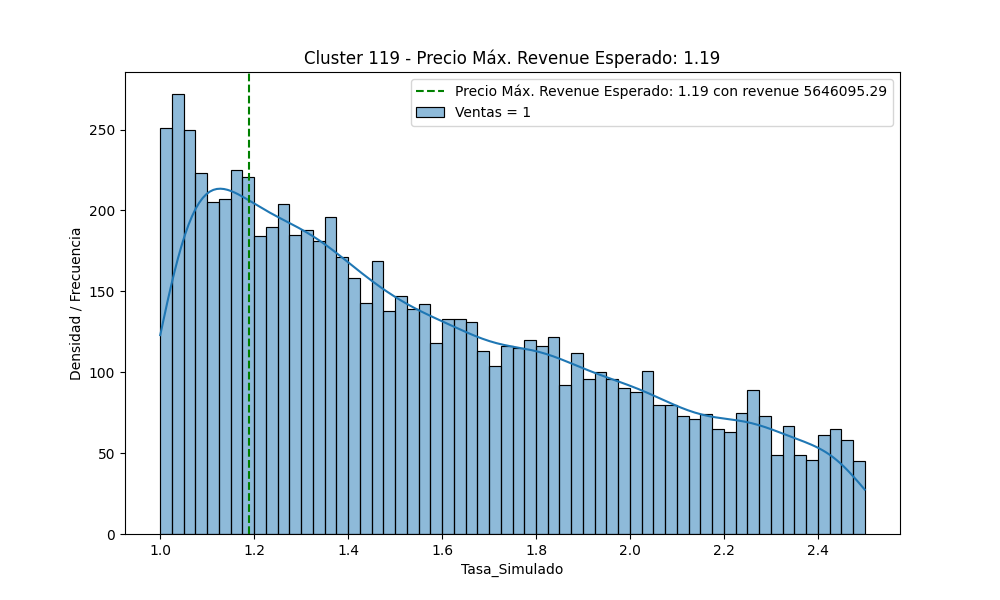 Cluster 119 - Precio Máx. Revenue Esperado: 1.19
Precio Máx. Revenue Esperado: 1.19 con revenue 5646095.29
Ventas = 1
Densidad / Frecuencia
250
200
150
100
50
0
1.0 1.2 1.4 1.6 1.8 2.0 2.2 2.4
Tasa_Simulado